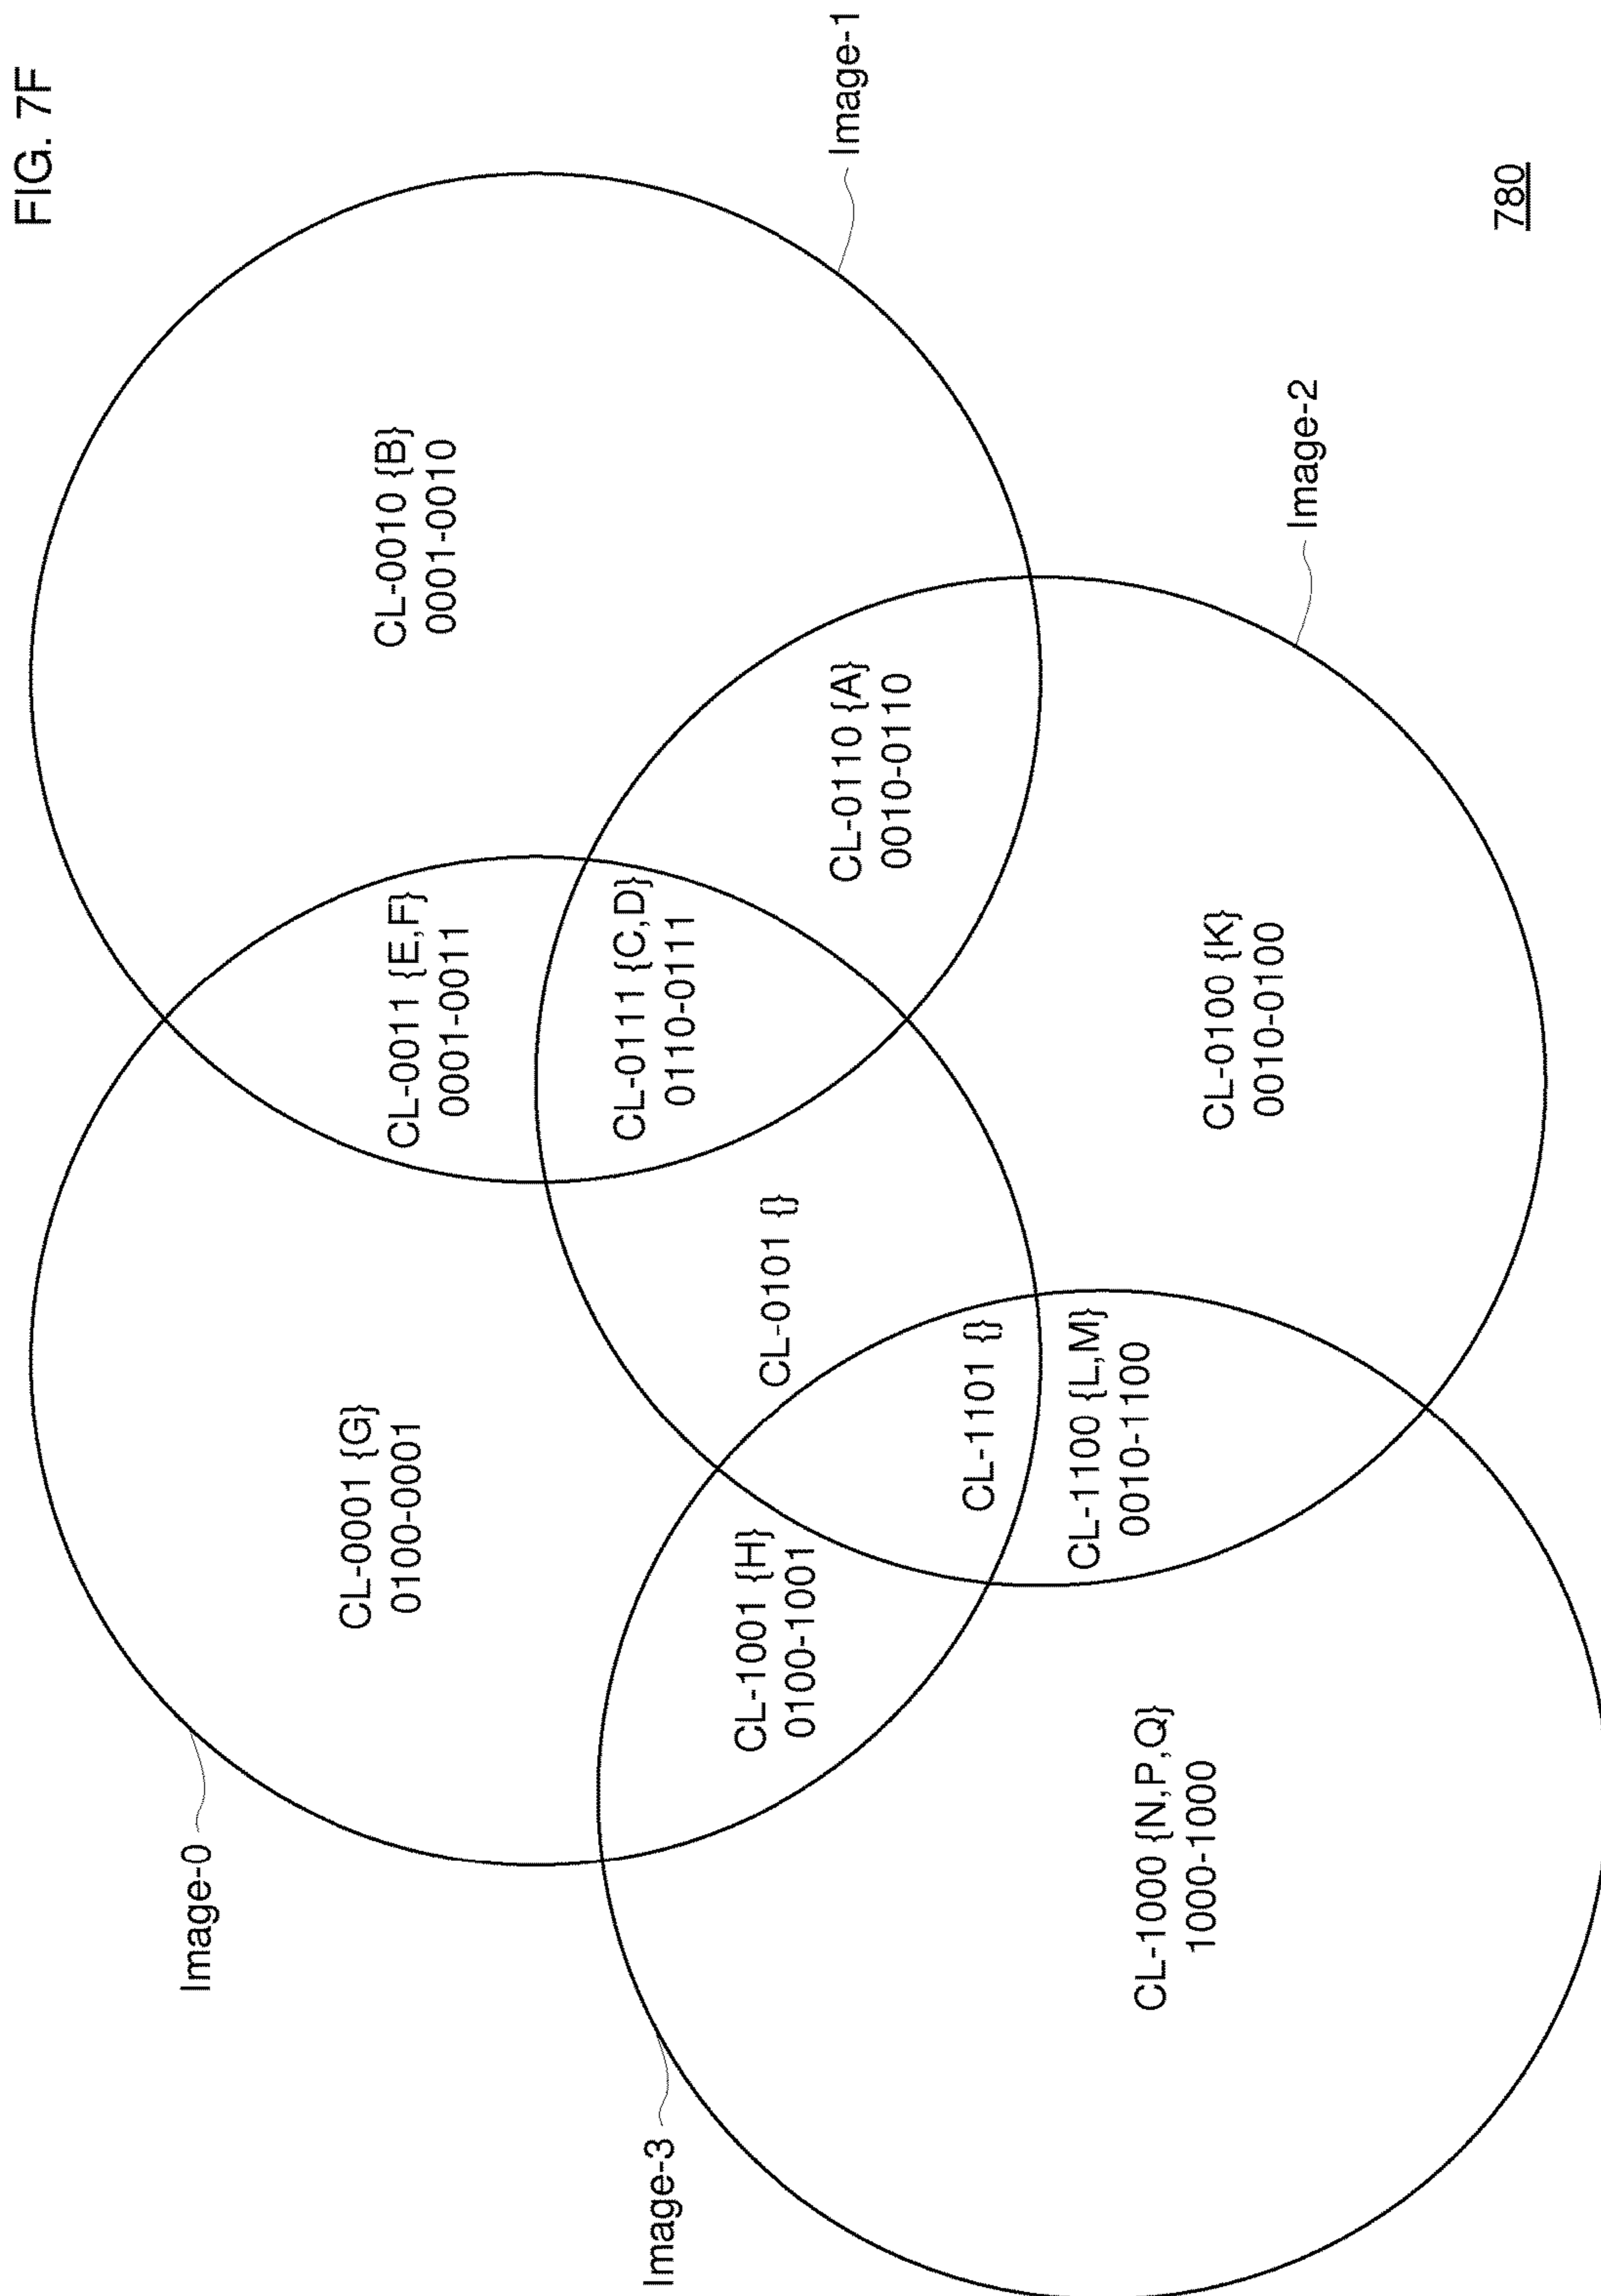 FIG. 7F
Image-0
Image-1
CL-0001 {G}
0100-0001
CL-0011 {E,F}
0001-0011
CL-0010 {B}
0001-0010
CL-0111 {C,D}
0110-0111
Image-3
CL-1001 {H}
0100-1001
CL-0101 {}
CL-0110 {A}
0010-0110
CL-1101 {}
CL-1100 {L,M}
0010-1100
CL-1000 {N,P,Q}
1000-1000
CL-0100 {K}
0010-0100
Image-2
780